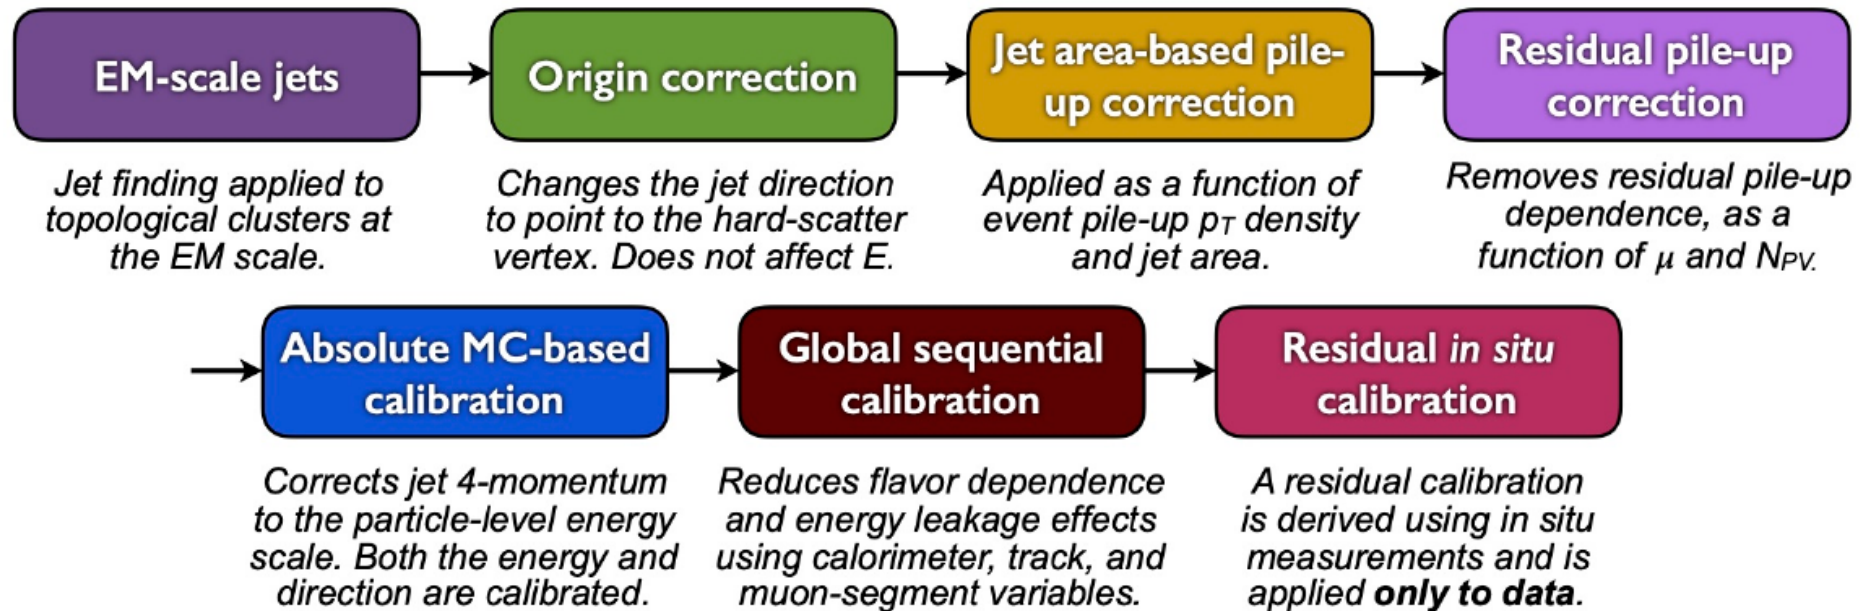 EM-scale jets
Jet finding applied to
topological clusters at
the EM scale.
Origin correction
Changes the jet direction
to point to the hard-scatter
vertex. Does not affect E.
Jet area-based pile-
up correction
Applied as a function of
event pile-up pT density
and jet area.
Residual pile-up
correction
Removes residual pile-up
dependence, as a
function of µ and NPV.
Absolute MC-based
calibration
Corrects jet 4-momentum
to the particle-level energy
scale. Both the energy and
direction are calibrated.
Global sequential
calibration
Reduces flavor dependence
and energy leakage effects
using calorimeter, track, and
muon-segment variables.
Residual in situ
calibration
A residual calibration
is derived using in situ
measurements and is
applied only to data.